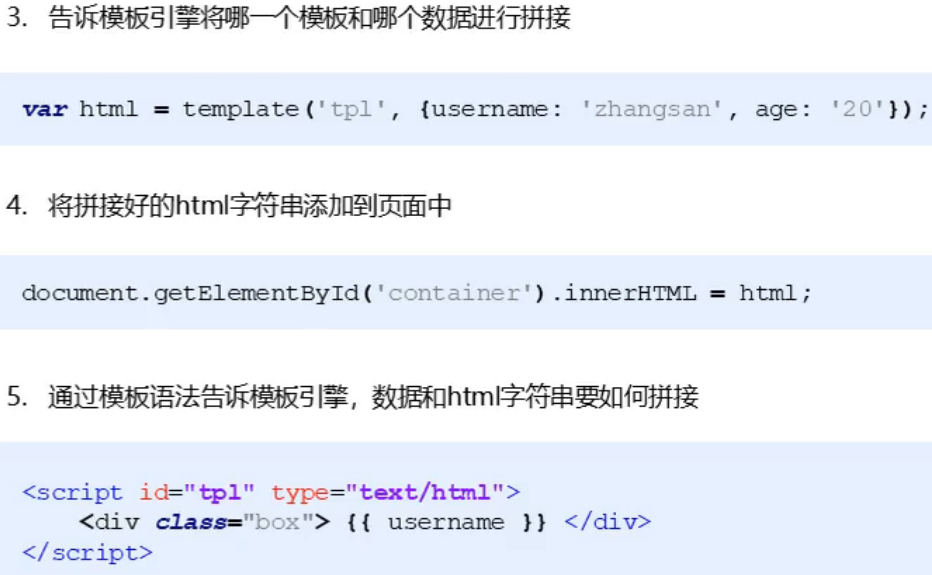 3. 告诉模板引擎将哪一个模板和哪个数据进行拼接
var html = template('tpl', {username: 'zhangsan', age: '20'});
4. 将拼接好的html字符串添加到页面中
document.getElementById('container').innerHTML = html;
5. 通过模板语法告诉模板引擎，数据和html字符串要如何拼接
<script id="tpl" type="text/html">
    <div class="box"> {{ username }} </div>
</script>